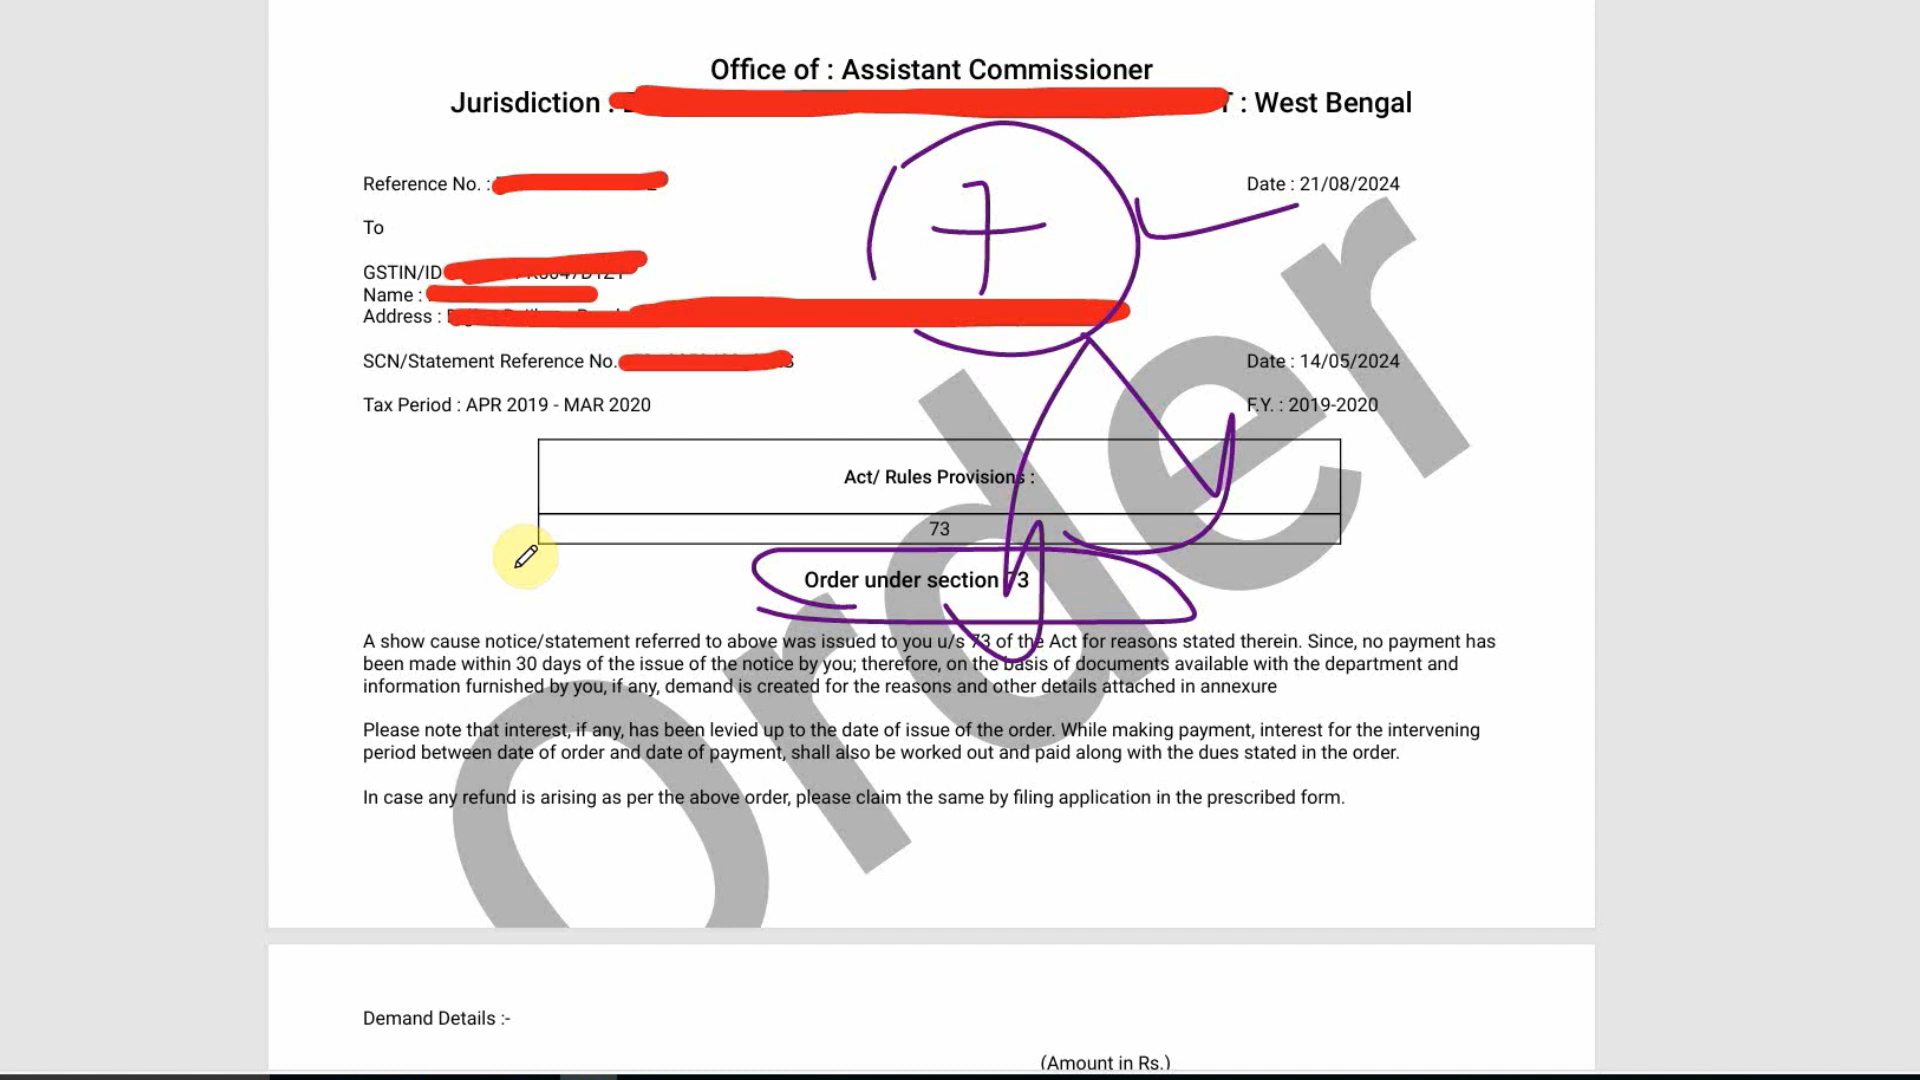 Office of : Assistant Commissioner
Jurisdiction : : West Bengal
Reference No. : Date : 21/08/2024
To
GSTIN/ID
Name :
Address :
SCN/Statement Reference No. Date : 14/05/2024
Tax Period : APR 2019 - MAR 2020 F.Y. : 2019-2020
Act/ Rules Provisions :
73
Order under section 73
A show cause notice/statement referred to above was issued to you u/s 73 of the Act for reasons stated therein. Since, no payment has
been made within 30 days of the issue of the notice by you; therefore, on the basis of documents available with the department and
information furnished by you, if any, demand is created for the reasons and other details attached in annexure
Please note that interest, if any, has been levied up to the date of issue of the order. While making payment, interest for the intervening
period between date of order and date of payment, shall also be worked out and paid along with the dues stated in the order.
In case any refund is arising as per the above order, please claim the same by filing application in the prescribed form.
Order
Demand Details :-
(Amount in Rs.)